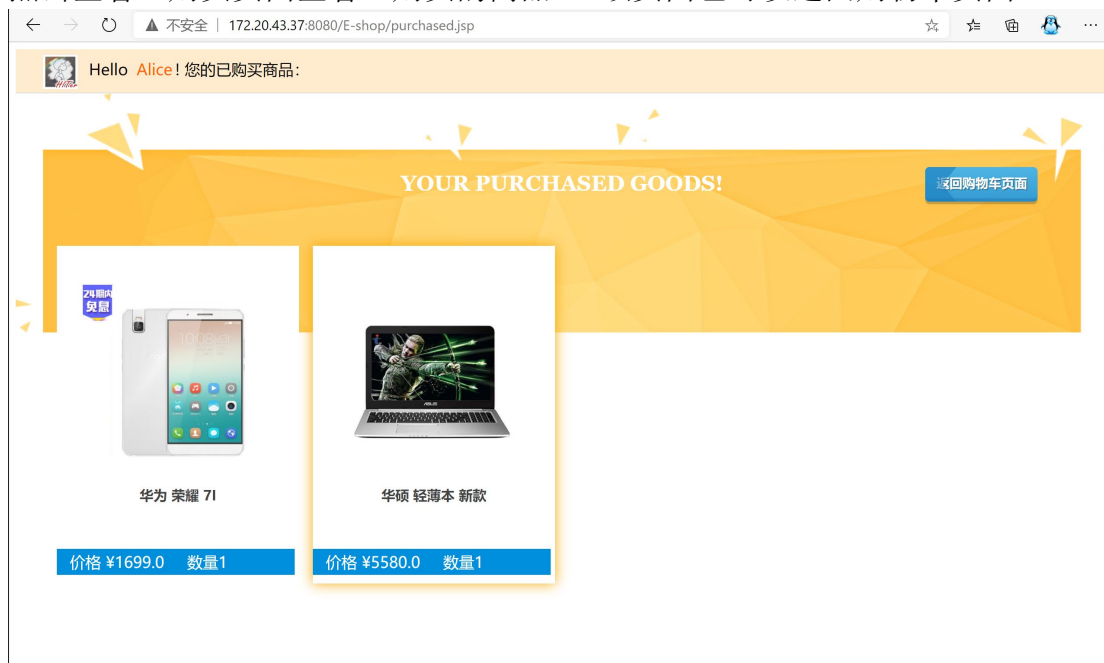 不安全 | 172.20.43.37:8080/E-shop/purchased.jsp
Hello Alice! 您的已购买商品：
YOUR PURCHASED GOODS!
返回购物车页面
24期内
免息
ASUS
华为 荣耀 7I
华硕 轻薄本 新款
价格 ¥1699.0 数量1
价格 ¥5580.0 数量1